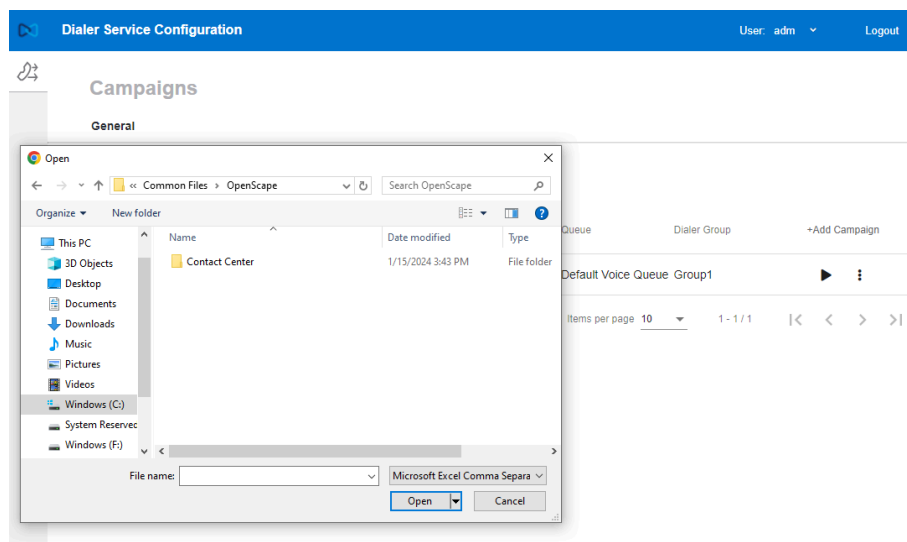 Dialer Service Configuration
User: adm
Logout
Campaigns
General
Open
« Common Files › OpenScape
Search OpenScape
Organize
New folder
This PC
3D Objects
Desktop
Documents
Downloads
Music
Pictures
Videos
Windows (C:)
System Reserved
Windows (F:)
Name
Date modified
Type
Contact Center
1/15/2024 3:43 PM
File folder
File name:
Microsoft Excel Comma Separa
Open
Cancel
Queue
Dialer Group
+Add Campaign
Default Voice Queue
Group1
Items per page
10
1 - 1 / 1